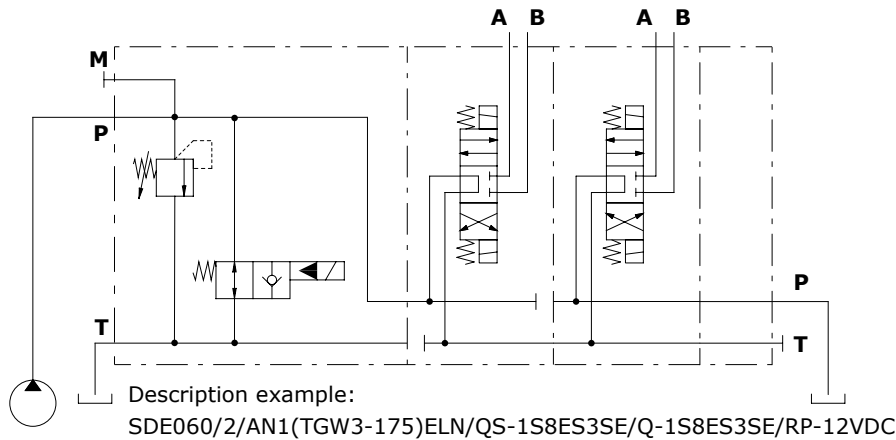 A B A B
M
P
P
T
T
Description example:
SDE060/2/AN1(TGW3-175)ELN/QS-1S8ES3SE/Q-1S8ES3SE/RP-12VDC